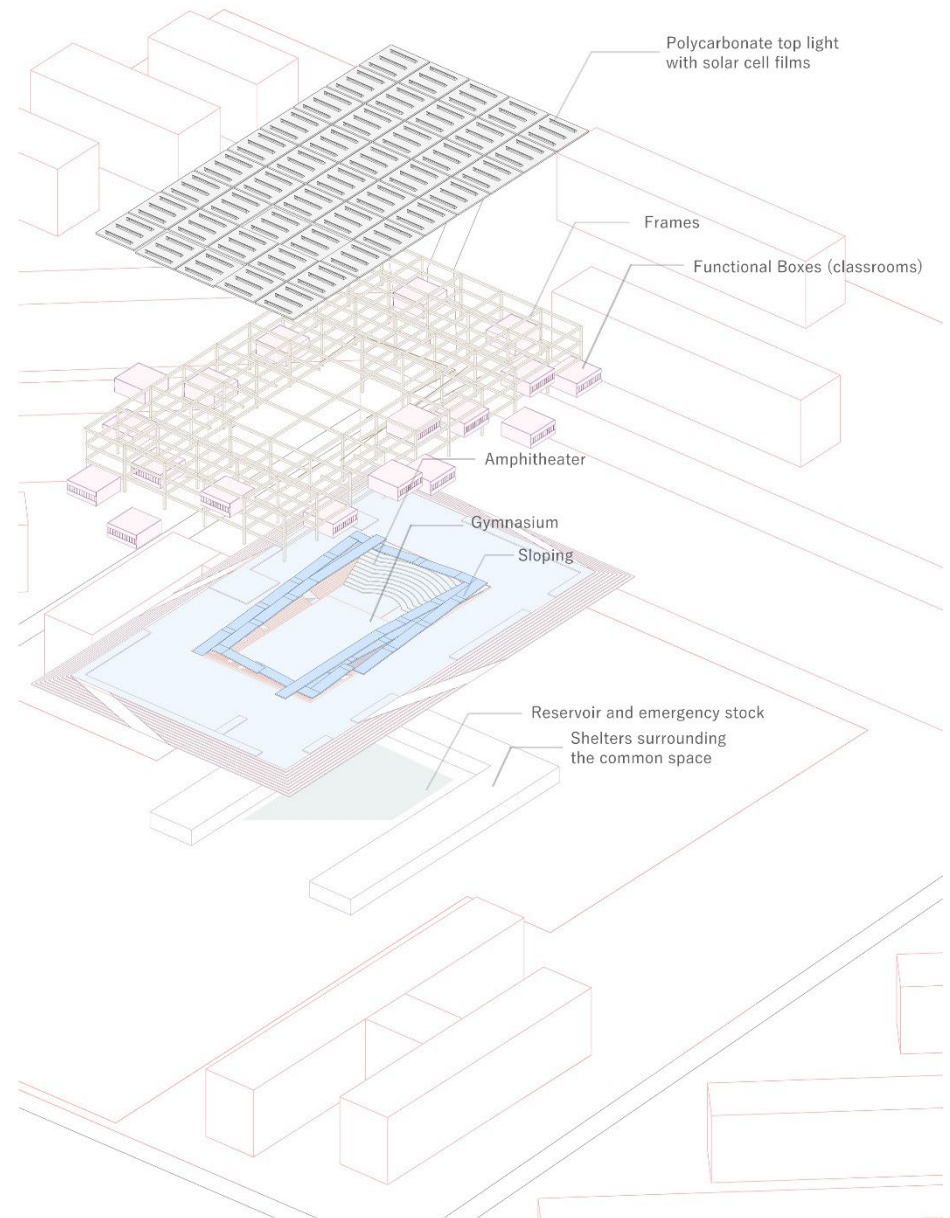 Polycarbonate top light
with solar cell films
Frames
Functional Boxes (classrooms)
Amphitheater
Gymnasium
Sloping
Reservoir and emergency stock
Shelters surrounding
the common space